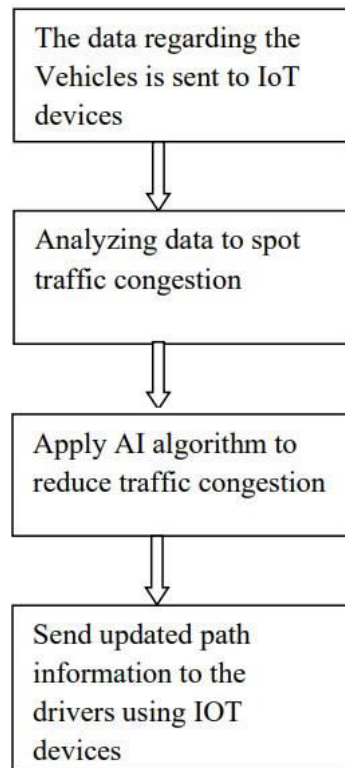 The data regarding the
Vehicles is sent to IoT
devices
Analyzing data to spot
traffic congestion
Apply AI algorithm to
reduce traffic congestion
Send updated path
information to the
drivers using IOT
devices